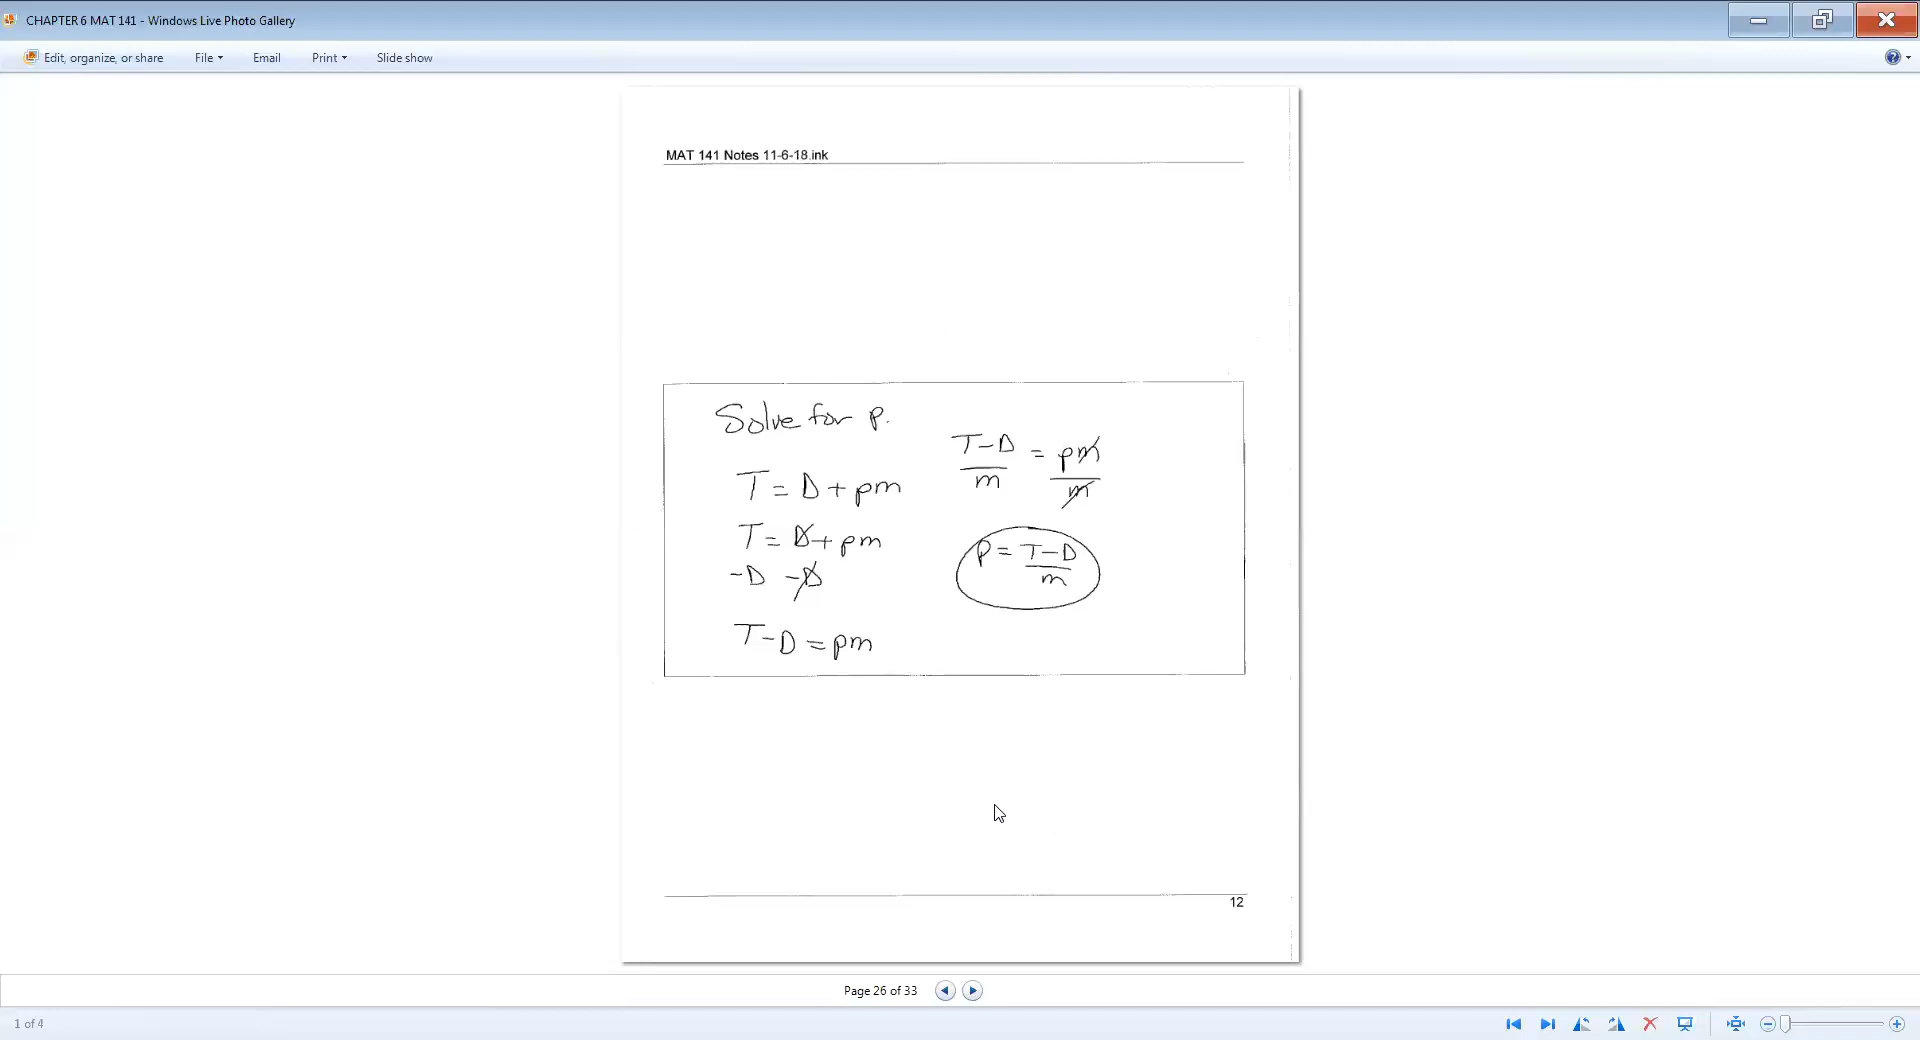 CHAPTER 6 MAT 141 - Windows Live Photo Gallery
Edit, organize, or share File Email Print Slide show
MAT 141 Notes 11-6-18.ink
Solve for p.
T = D + pm
T = D + pm
-D -D
T - D = pm
T-D/m = pm/m
p = T-D/m
12
Page 26 of 33
1 of 4